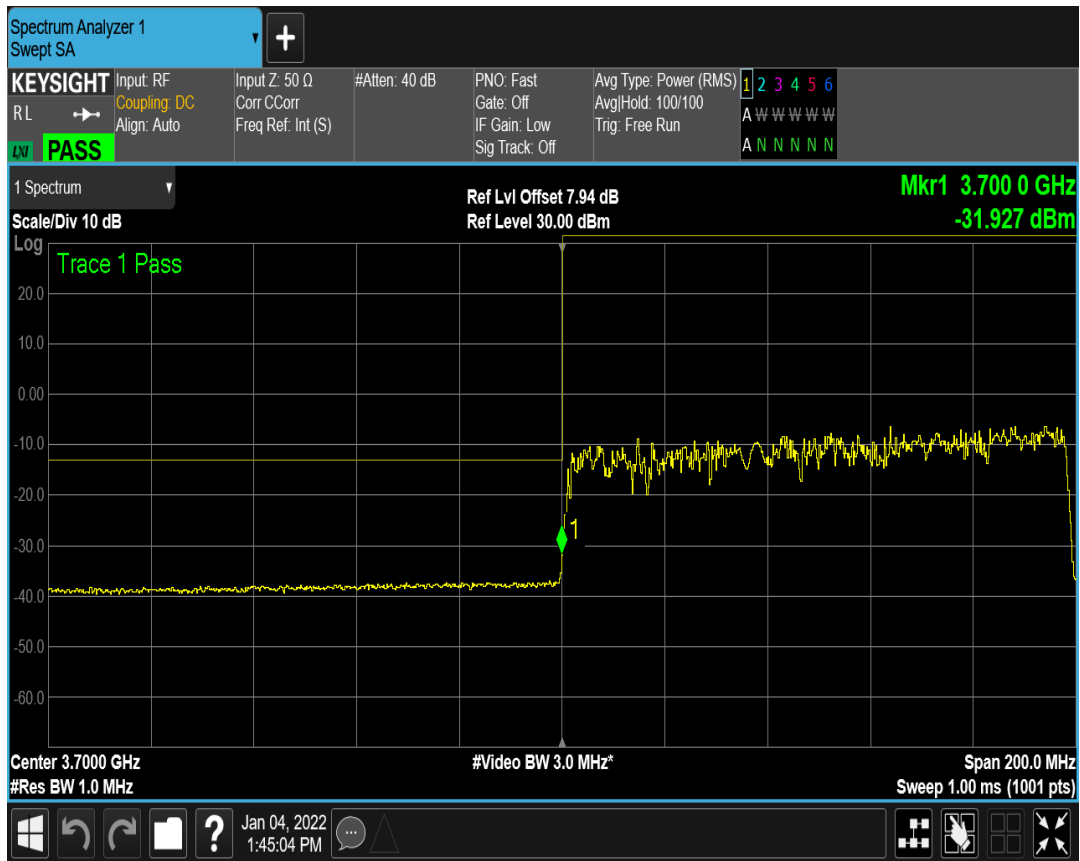 Spectrum Analyzer 1
Swept SA
+
KEYSIGHT Input: RF Input Z: 50 Ω #Atten: 40 dB PNO: Fast Avg Type: Power (RMS) 1 2 3 4 5 6
Coupling: DC Corr CCorr Gate: Off Avg|Hold: 100/100
R L Align: Auto Freq Ref: Int (S) IF Gain: Low Trig: Free Run A W W W W W
LXI PASS Sig Track: Off A N N N N N
1 Spectrum
Ref Lvl Offset 7.94 dB Mkr1 3.700 0 GHz
Scale/Div 10 dB Ref Level 30.00 dBm -31.927 dBm
Log
Trace 1 Pass
20.0
10.0
0.00
-10.0
-20.0
1
-30.0
-40.0
-50.0
-60.0
Center 3.7000 GHz #Video BW 3.0 MHz* Span 200.0 MHz
#Res BW 1.0 MHz Sweep 1.00 ms (1001 pts)
? Jan 04, 2022
1:45:04 PM